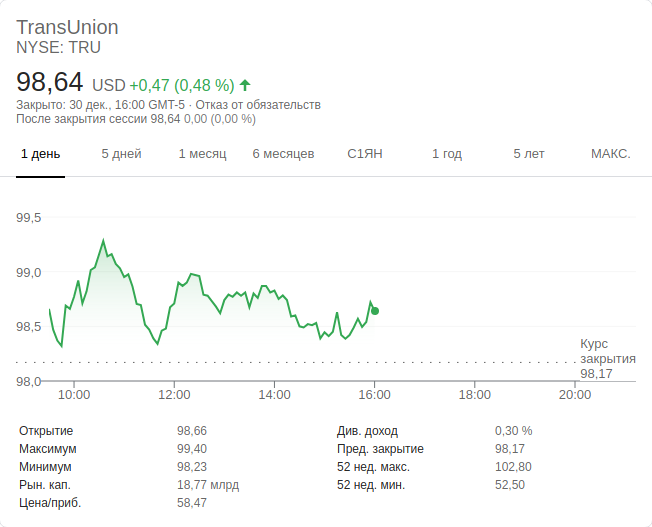 TransUnion
NYSE: TRU
98,64 USD +0,47 (0,48 %)
Закрыто: 30 дек., 16:00 GMT-5 · Отказ от обязательств
После закрытия сессии 98,64 0,00 (0,00 %)
1 день 5 дней 1 месяц 6 месяцев С1ЯН 1 год 5 лет МАКС.
99,5
99,0
98,5
Курс
закрытия
98,17
98,0
10:00 12:00 14:00 16:00 18:00 20:00
Открытие 98,66 Див. доход 0,30 %
Максимум 99,40 Пред. закрытие 98,17
Минимум 98,23 52 нед. макс. 102,80
Рын. кап. 18,77 млрд 52 нед. мин. 52,50
Цена/приб. 58,47